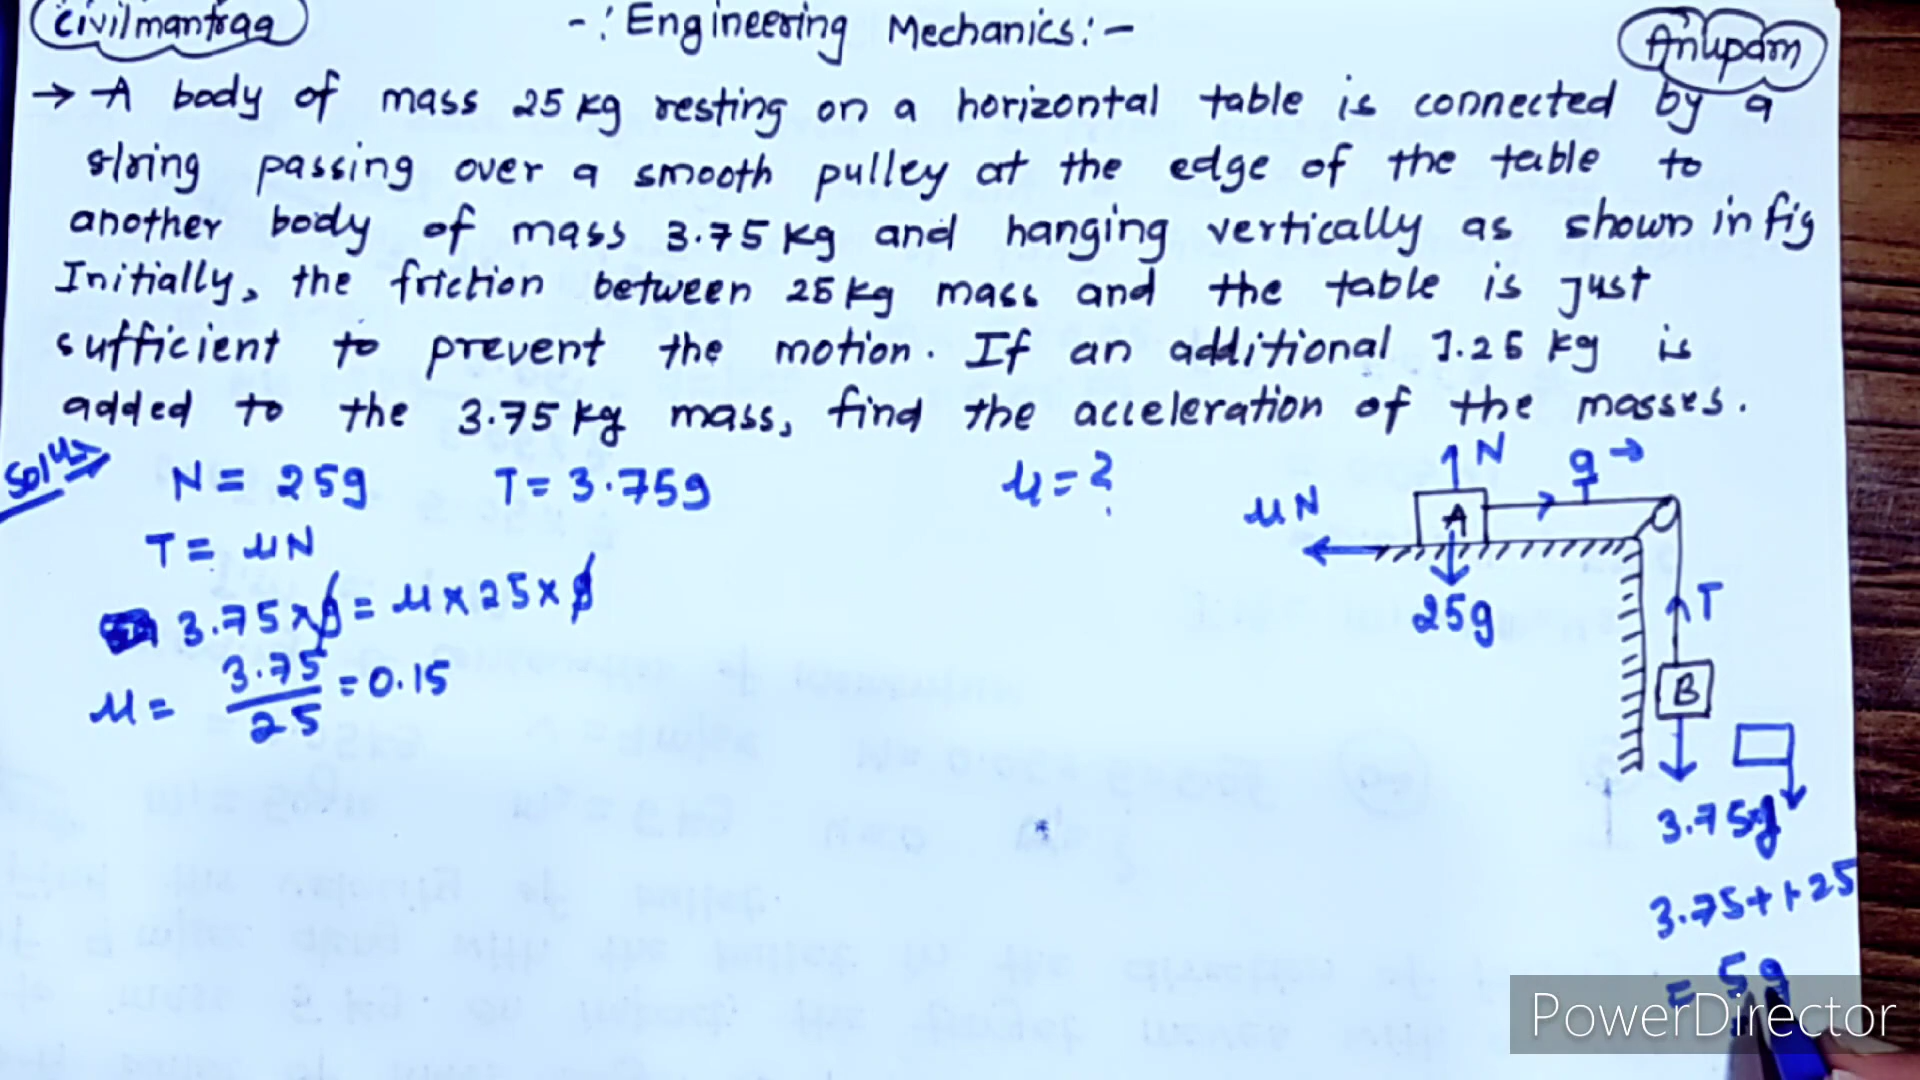 Civilmantraa
-:Engineering Mechanics:-
Anupam
→ A body of mass 25 kg resting on a horizontal table is connected by a
string passing over a smooth pulley at the edge of the table to
another body of mass 3.75 kg and hanging vertically as shown in fig
Initially, the friction between 25 kg mass and the table is just
sufficient to prevent the motion. If an additional 1.25 kg is
added to the 3.75 kg mass, find the acceleration of the masses.
Solⁿ
N = 25g T = 3.75g μ = ?
T = μN
3.75×g = μ×25×g
μ = 3.75/25 = 0.15
N
μN
A
T
25g
T
B
3.75g
3.75+1.25
= 5g
PowerDirector